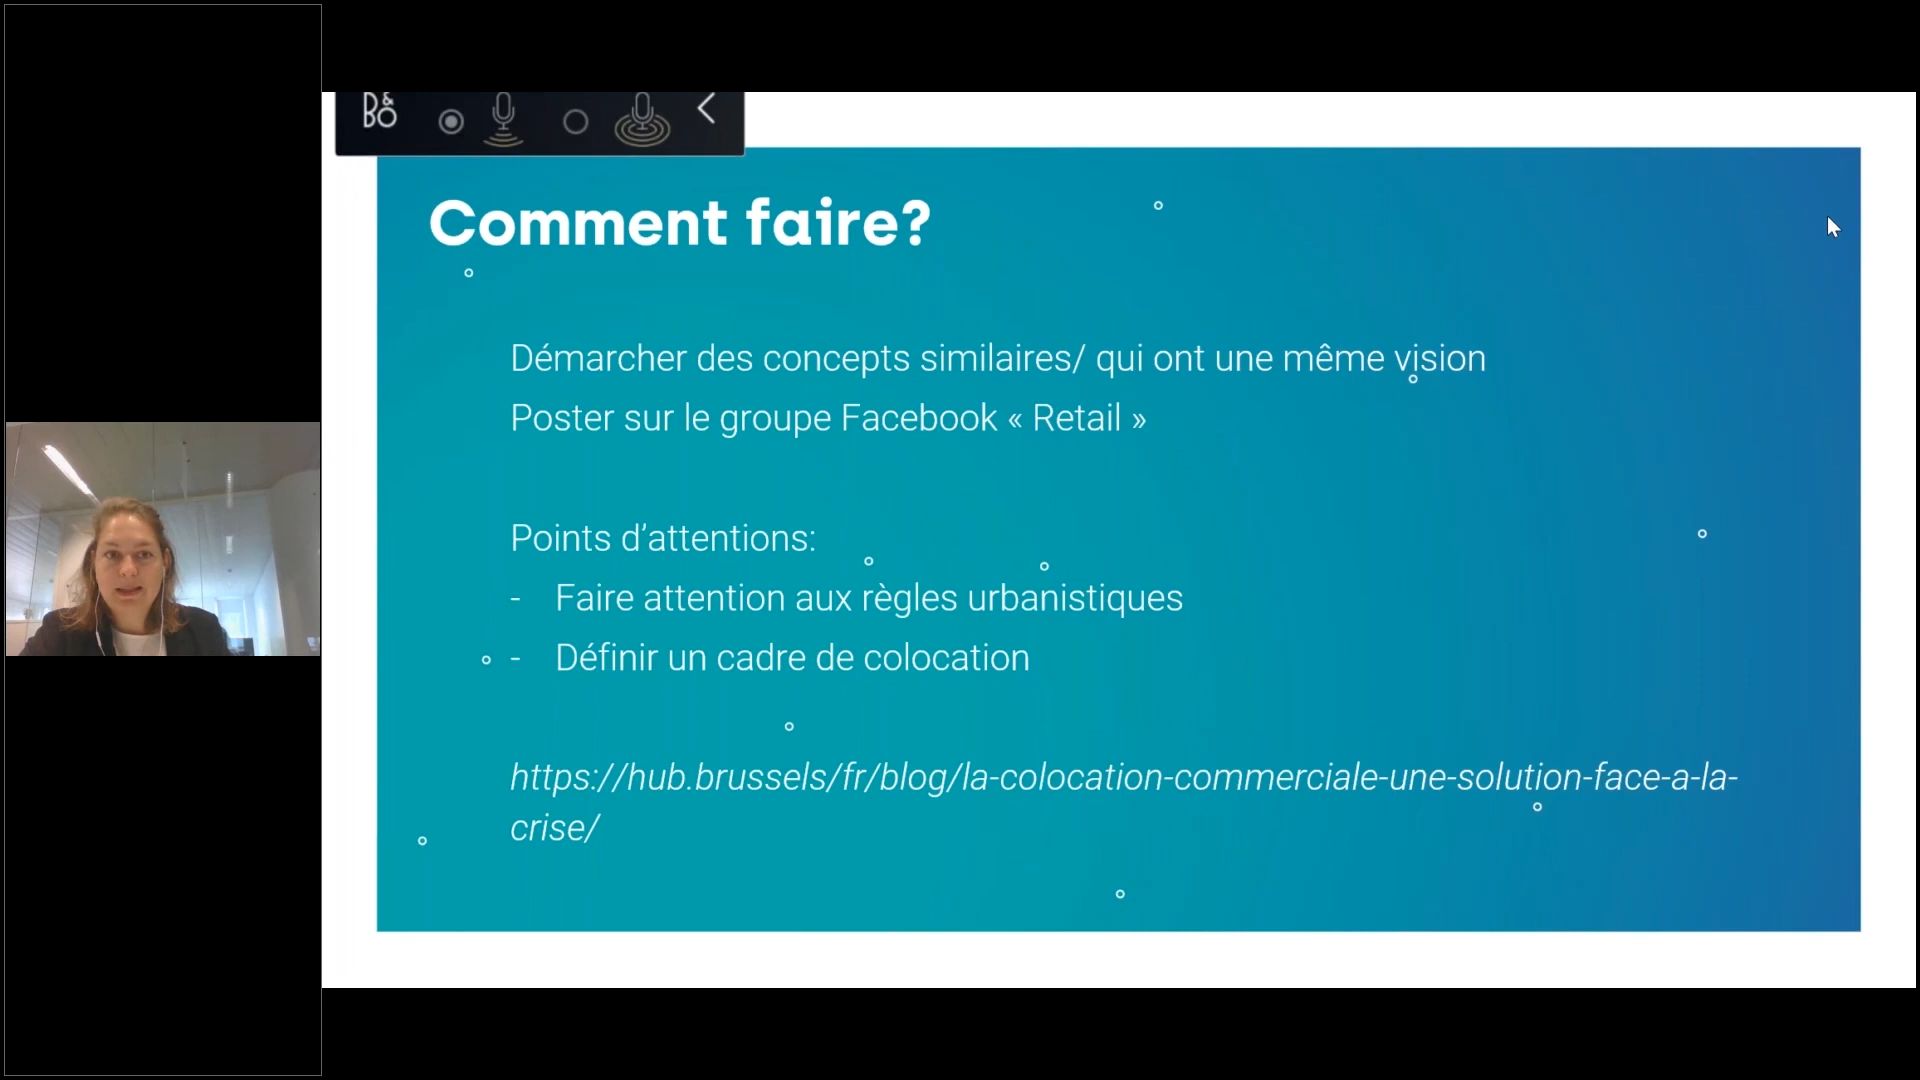 B&O
Comment faire?
Démarcher des concepts similaires/ qui ont une même vision
Poster sur le groupe Facebook « Retail »
Points d’attentions:
- Faire attention aux règles urbanistiques
- Définir un cadre de colocation
https://hub.brussels/fr/blog/la-colocation-commerciale-une-solution-face-a-la-
crise/